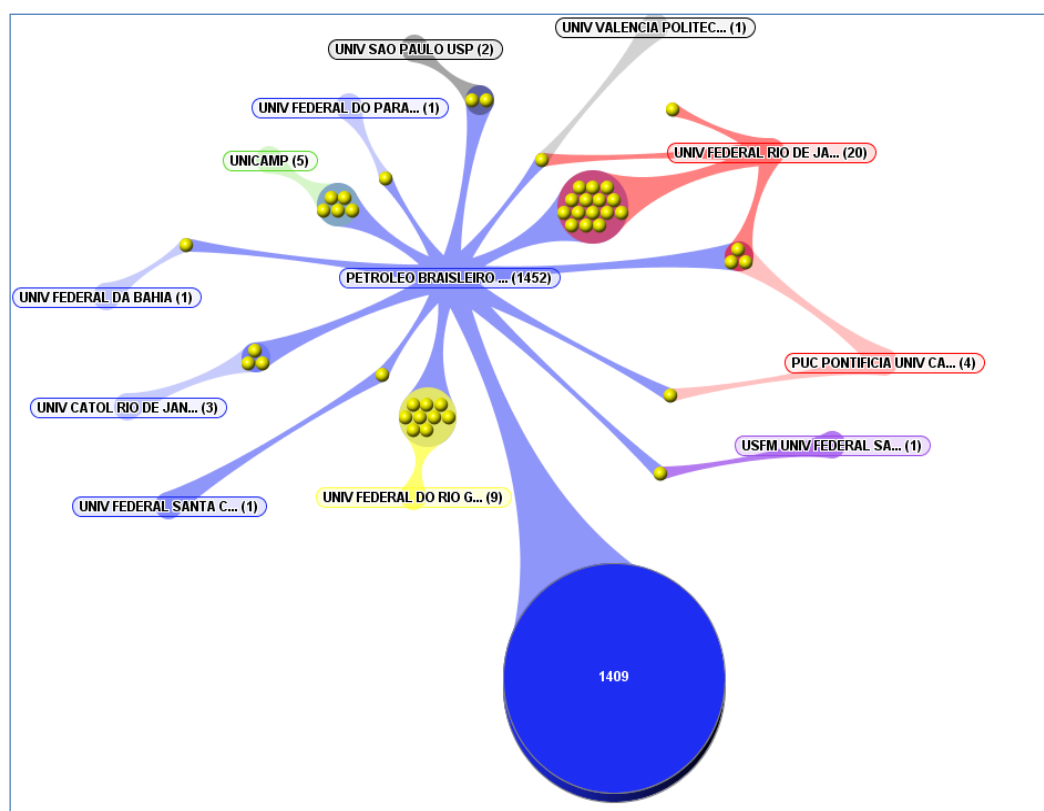 UNIV VALENCIA POLITEC... (1)
UNIV SAO PAULO USP (2)
UNIV FEDERAL DO PARA... (1)
UNICAMP (5)
UNIV FEDERAL RIO DE JA... (20)
PETROLEO BRAISLEIRO ... (1452)
UNIV FEDERAL DA BAHIA (1)
PUC PONTIFICIA UNIV CA... (4)
UNIV CATOL RIO DE JAN... (3)
USFM UNIV FEDERAL SA... (1)
UNIV FEDERAL DO RIO G... (9)
UNIV FEDERAL SANTA C... (1)
1409